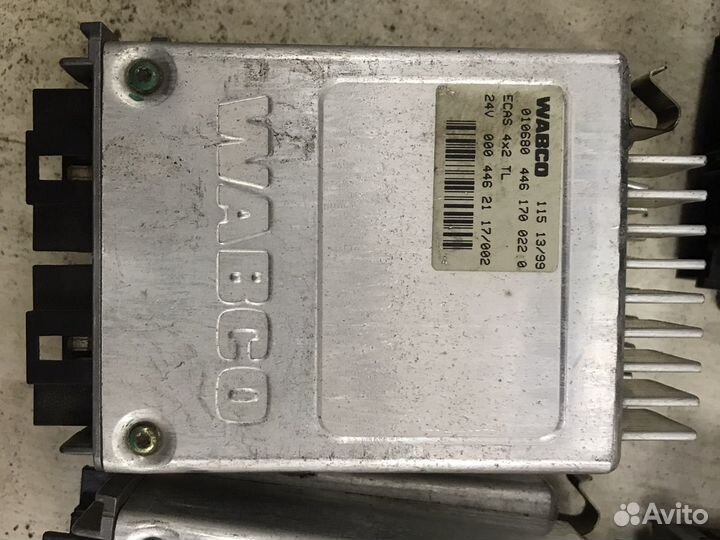 WABCO
WABCO 115 13/99
010680 446 170 022 0
ECAS 4x2 TL
24V 000 446 21 17/002
Avito